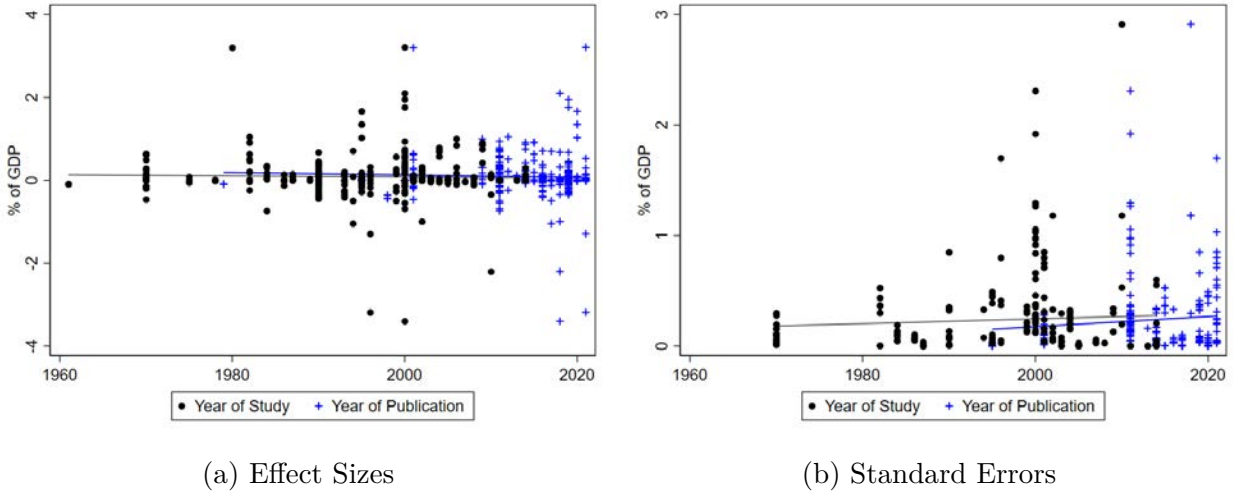 % of GDP
4
2
0
-2
-4
1960 1980 2000 2020
Year of Study Year of Publication
(a) Effect Sizes
% of GDP
3
2
1
0
1960 1980 2000 2020
Year of Study Year of Publication
(b) Standard Errors